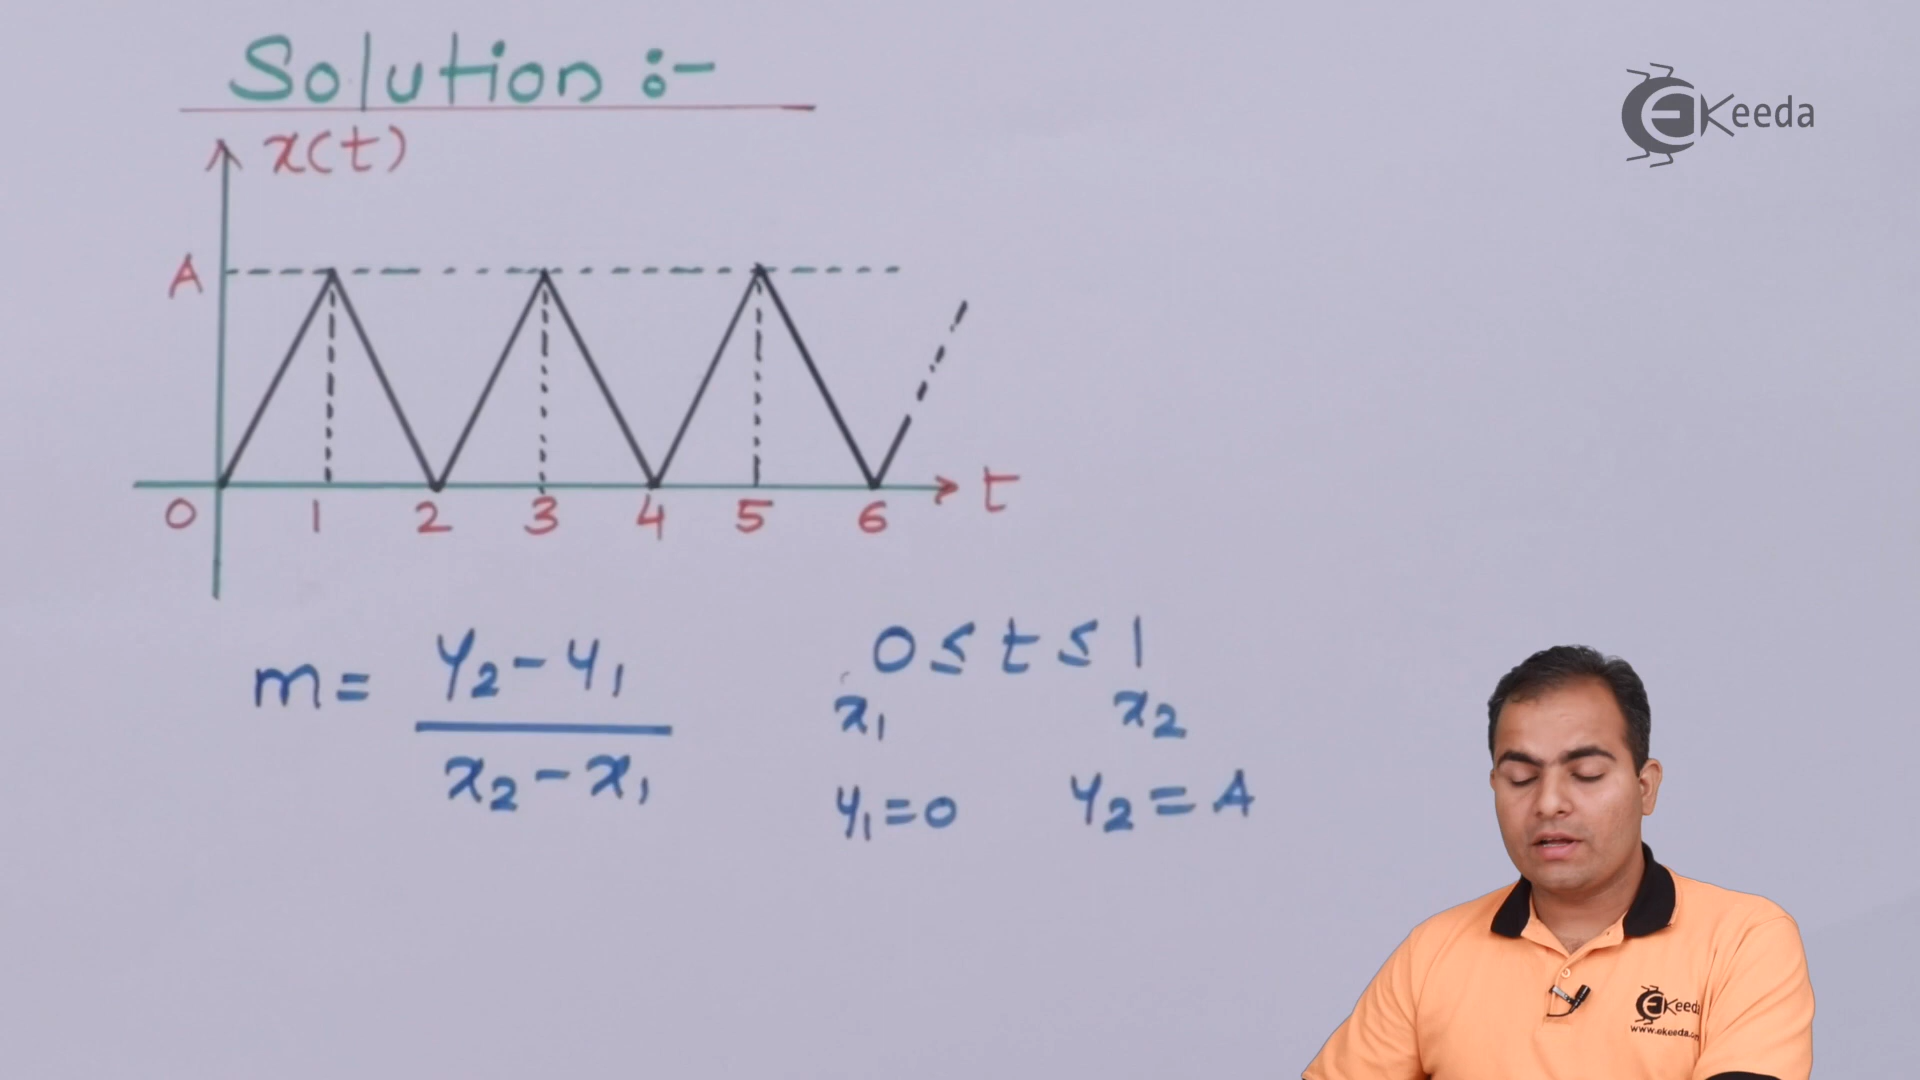 Solution :-
EKeeda
x(t)
A
t
0 1 2 3 4 5 6
m = y2 - y1 / x2 - x1
0 ≤ t ≤ 1
x1 x2
y1 = 0 y2 = A
EKeeda
www.ekeeda.com